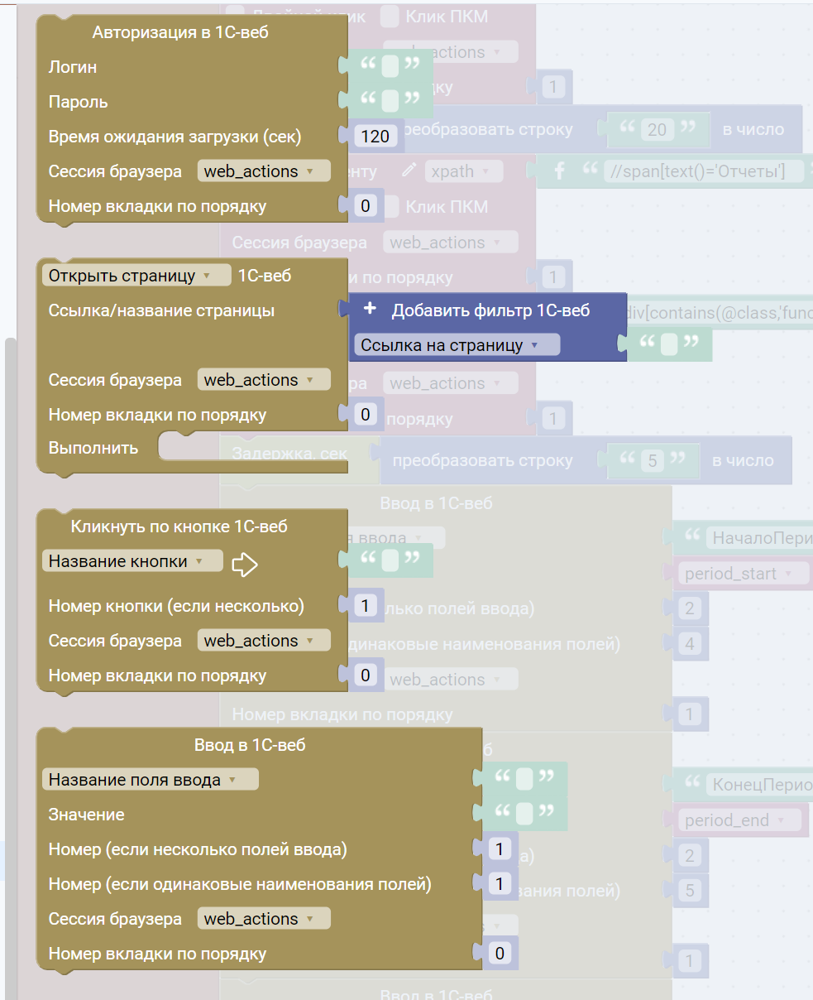 Двойной клик Клик ПКМ
Авторизация в 1С-веб
web_actions
Логин “ ”
Пароль “ ” 1
Время ожидания загрузки (сек) 120 преобразовать строку “ 20 ” в число
Сессия браузера web_actions xpath “ //span[text()='Отчеты']
Номер вкладки по порядку 0 Клик ПКМ
Сессия браузера web_actions
Открыть страницу 1С-веб по порядку 1
Ссылка/название страницы + Добавить фильтр 1С-веб div[contains(@class,'func
Ссылка на страницу “ ”
Сессия браузера web_actions web_actions
Номер вкладки по порядку 0 порядку 1
Выполнить Задержка, сек преобразовать строку “ 5 ” в число
Ввод в 1С-веб
Кликнуть по кнопке 1С-веб ввода “ НачалоПери
Название кнопки “ ” period_start
Номер кнопки (если несколько) 1 лько полей ввода) 2
Сессия браузера web_actions динаковые наименования полей) 4
Номер вкладки по порядку 0 web_actions
Номер вкладки по порядку 1
Ввод в 1С-веб
Название поля ввода “ ” “ КонецПерио
Значение “ ” period_end
Номер (если несколько полей ввода) 1 2
Номер (если одинаковые наименования полей) 1 вания полей) 5
Сессия браузера web_actions
Номер вкладки по порядку 0 1
Ввод в 1С-веб